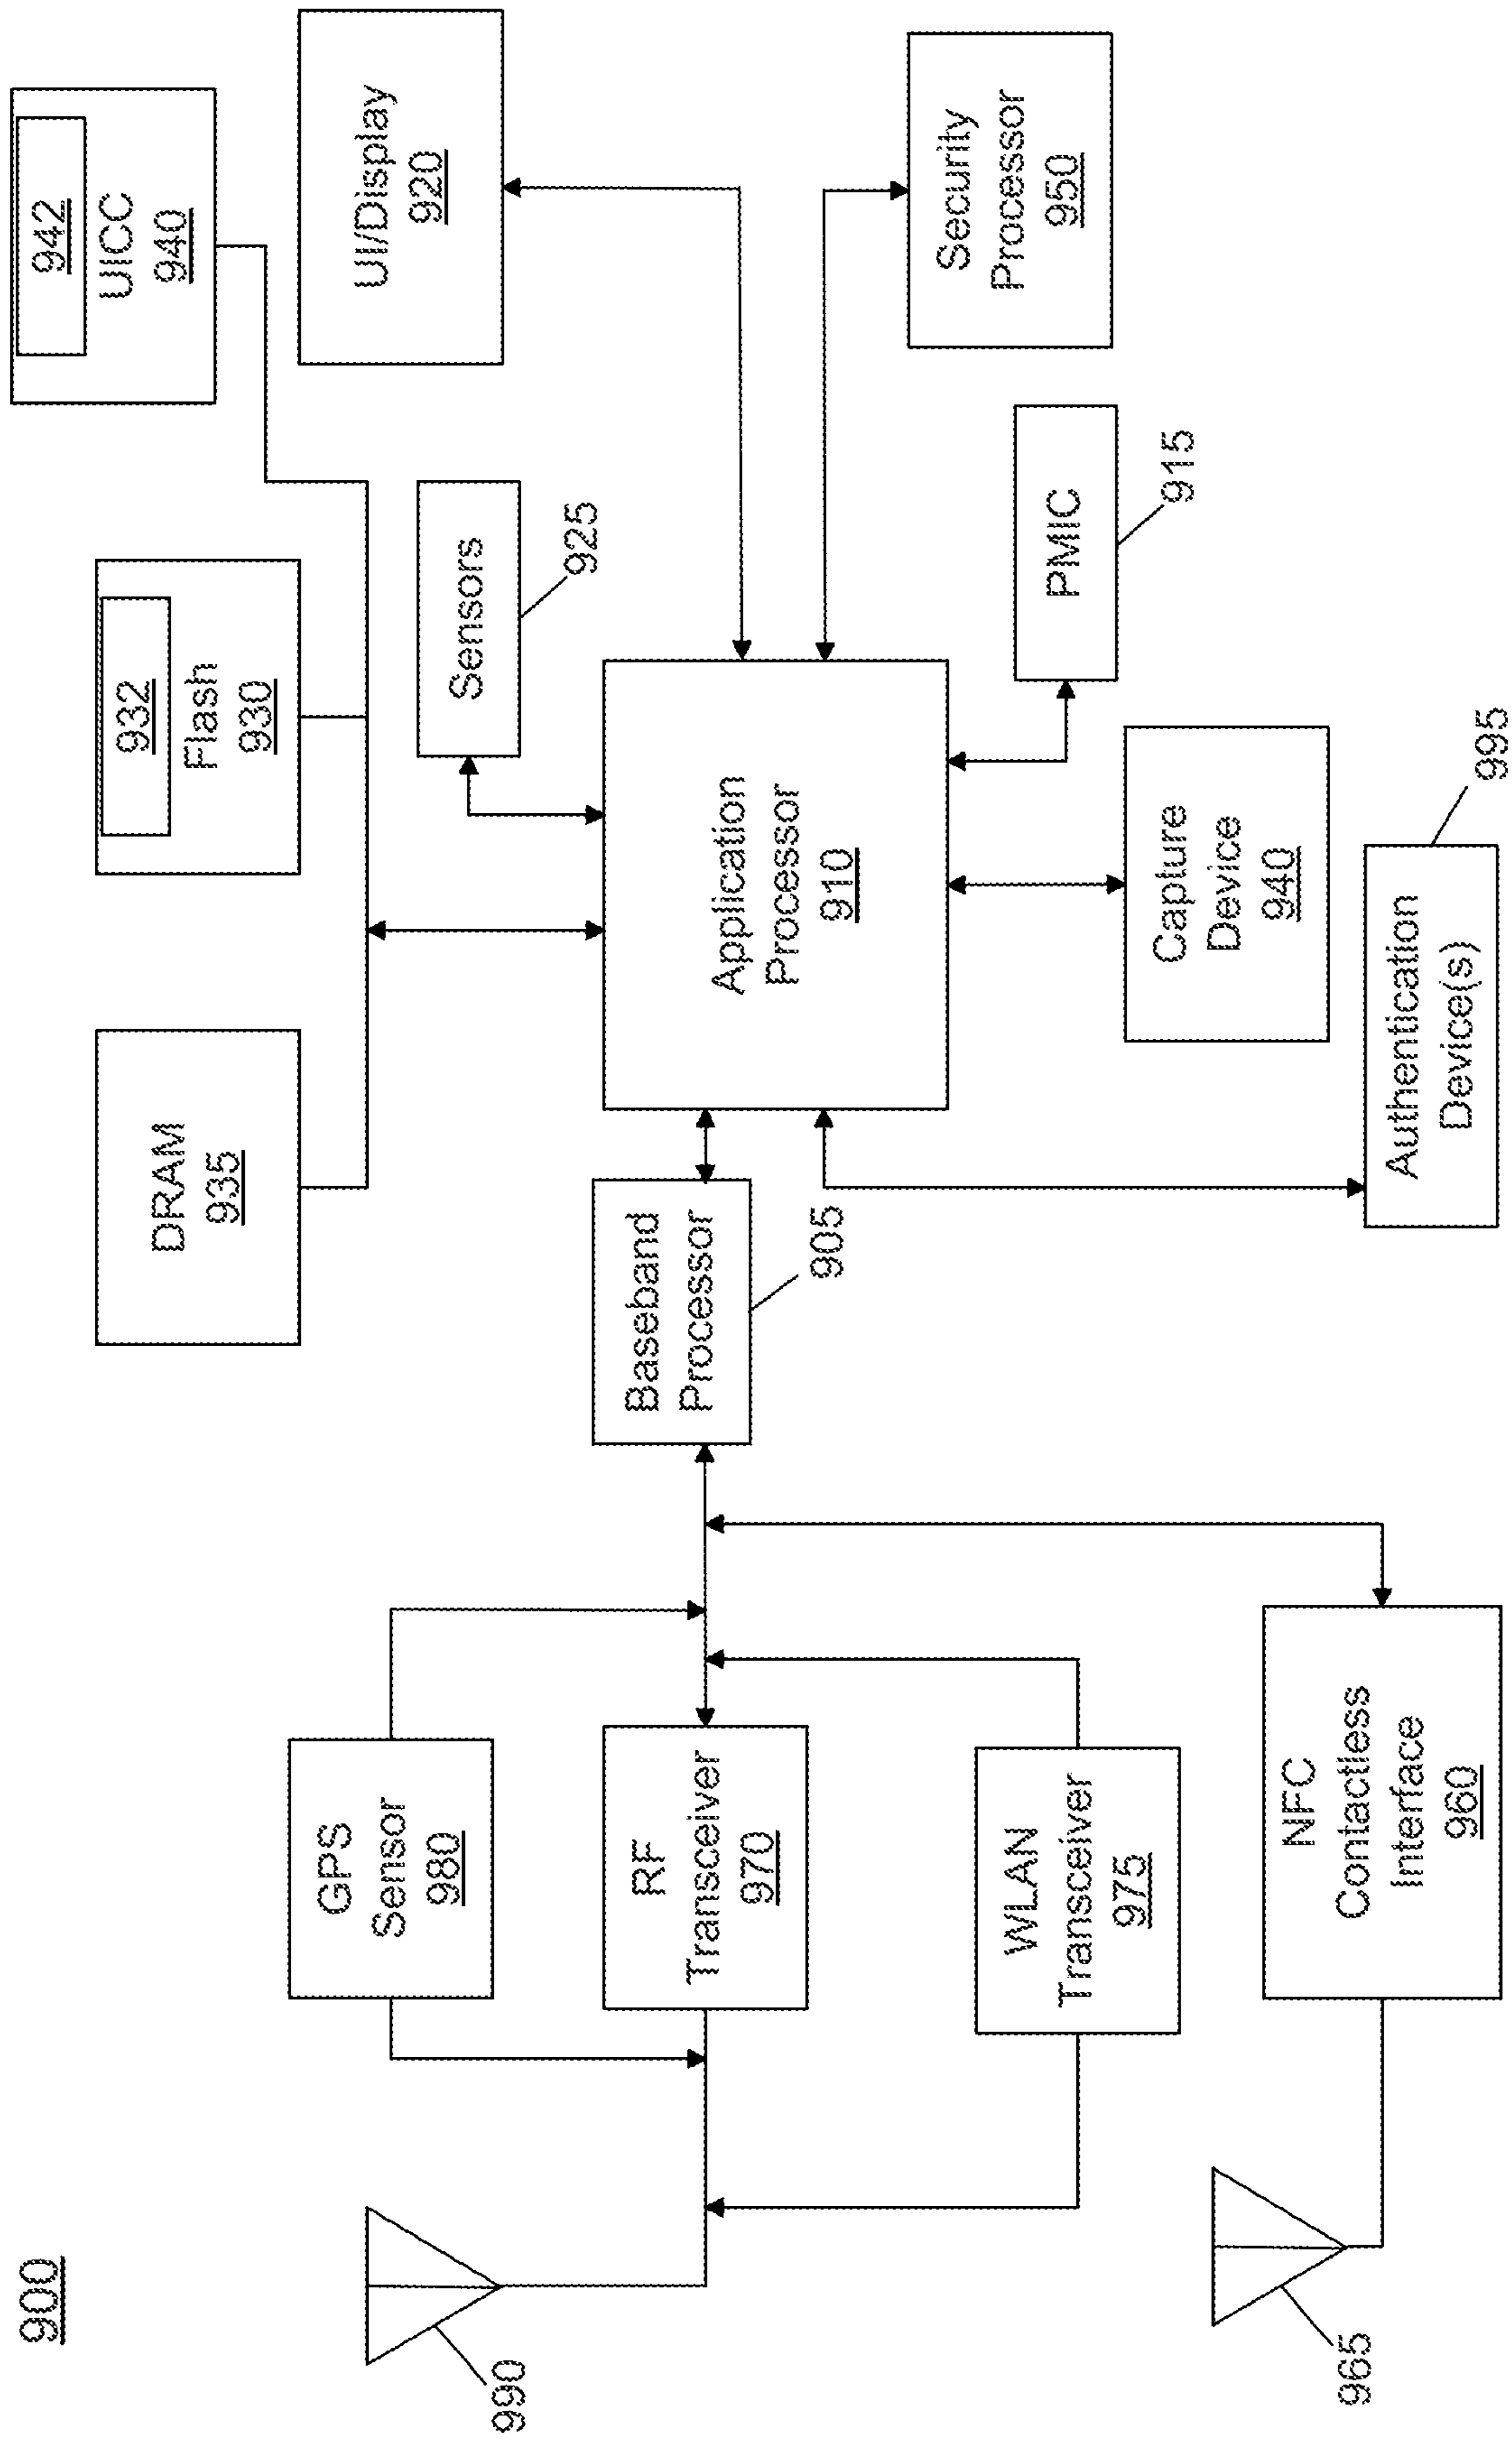 900
DRAM
935
932
Flash
930
942
UICC
940
Sensors
925
UI/Display
920
GPS
Sensor
980
990
RF
Transceiver
970
Baseband
Processor
905
Application
Processor
910
Security
Processor
950
WLAN
Transceiver
975
PMIC
915
Capture
Device
940
NFC
Contactless
Interface
960
965
Authentication
Device(s)
995